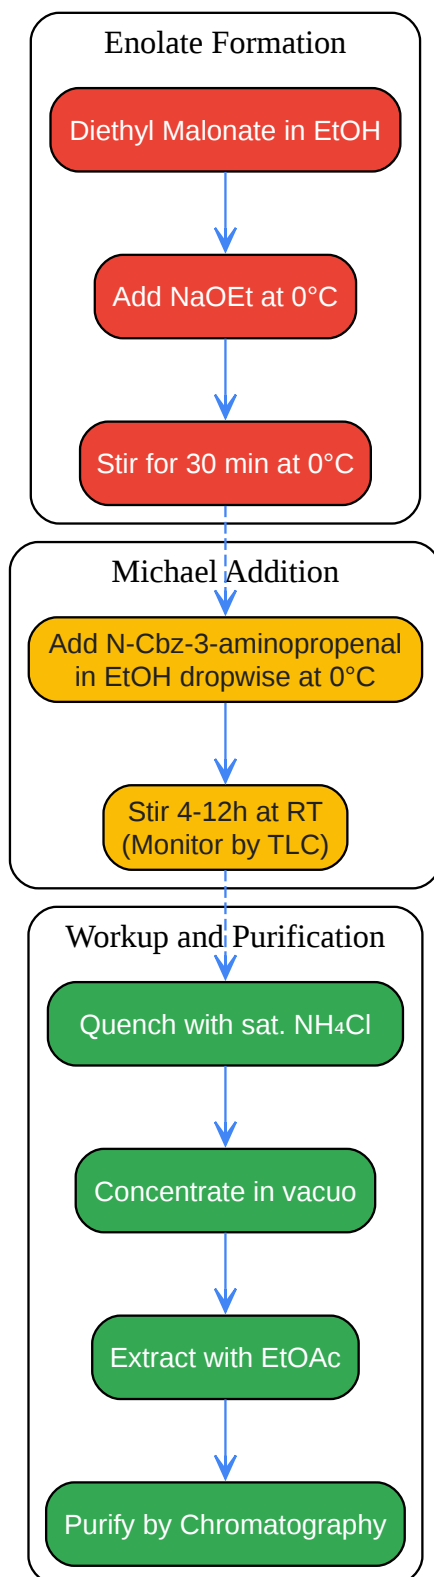 Enolate Formation
Diethyl Malonate in EtOH
Add NaOEt at 0°C
Stir for 30 min at 0°C
Michael Addition
Add N-Cbz-3-aminopropenal
in EtOH dropwise at 0°C
Stir 4-12h at RT
(Monitor by TLC)
Workup and Purification
Quench with sat. NH₄Cl
Concentrate in vacuo
Extract with EtOAc
Purify by Chromatography